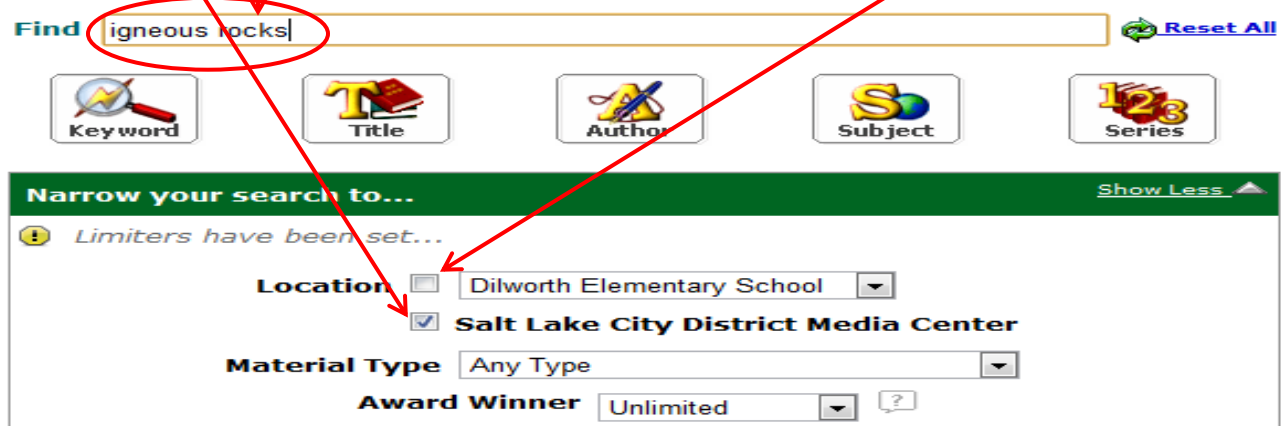 Find igneous rocks Reset All
Keyword Title Author Subject Series
Narrow your search to... Show Less
Limiters have been set...
Location Dilworth Elementary School
Salt Lake City District Media Center
Material Type Any Type
Award Winner Unlimited ?